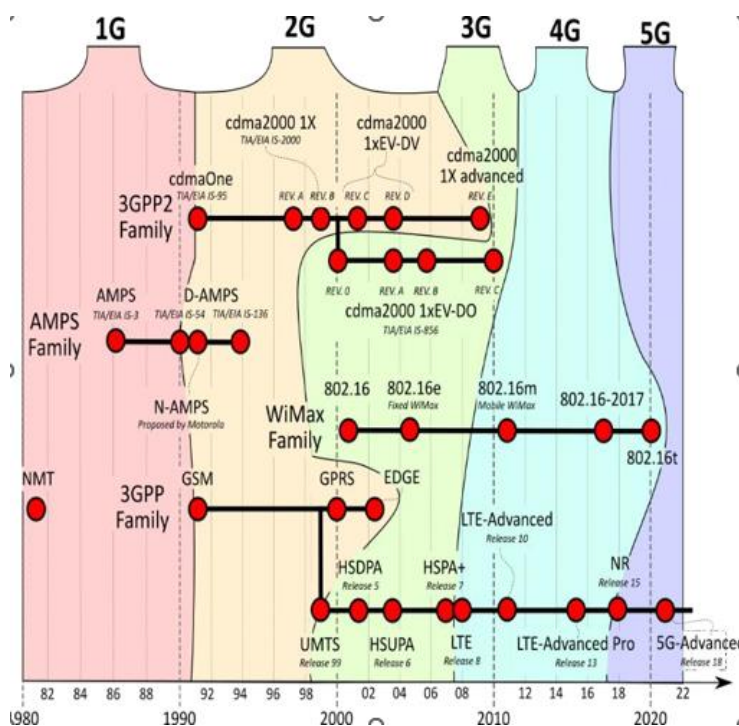 1G 2G 3G 4G 5G
cdma2000 1X
TIA/EIA IS-2000
cdma2000
1xEV-DV
cdma2000
1X advanced
cdmaOne
TIA/EIA IS-95
REV. A REV. B REV. C REV. D REV. E
3GPP2
Family
REV. 0 REV. A REV. B REV. C
cdma2000 1xEV-DO
TIA/EIA IS-856
AMPS
TIA/EIA IS-3
D-AMPS
TIA/EIA IS-54 TIA/EIA IS-136
AMPS
Family
N-AMPS
Proposed by Motorola
802.16
802.16e
Fixed WiMax
802.16m
Mobile WiMax
802.16-2017
WiMax
Family
802.16t
NMT
3GPP
Family
GSM GPRS EDGE
LTE-Advanced
Release 10
HSDPA
Release 5
HSPA+
Release 7
NR
Release 15
UMTS
Release 99
HSUPA
Release 6
LTE
Release 8
LTE-Advanced Pro
Release 13
5G-Advanced
Release 18
1980 82 84 86 88 1990 92 94 96 98 2000 02 04 06 08 2010 12 14 16 18 2020 22